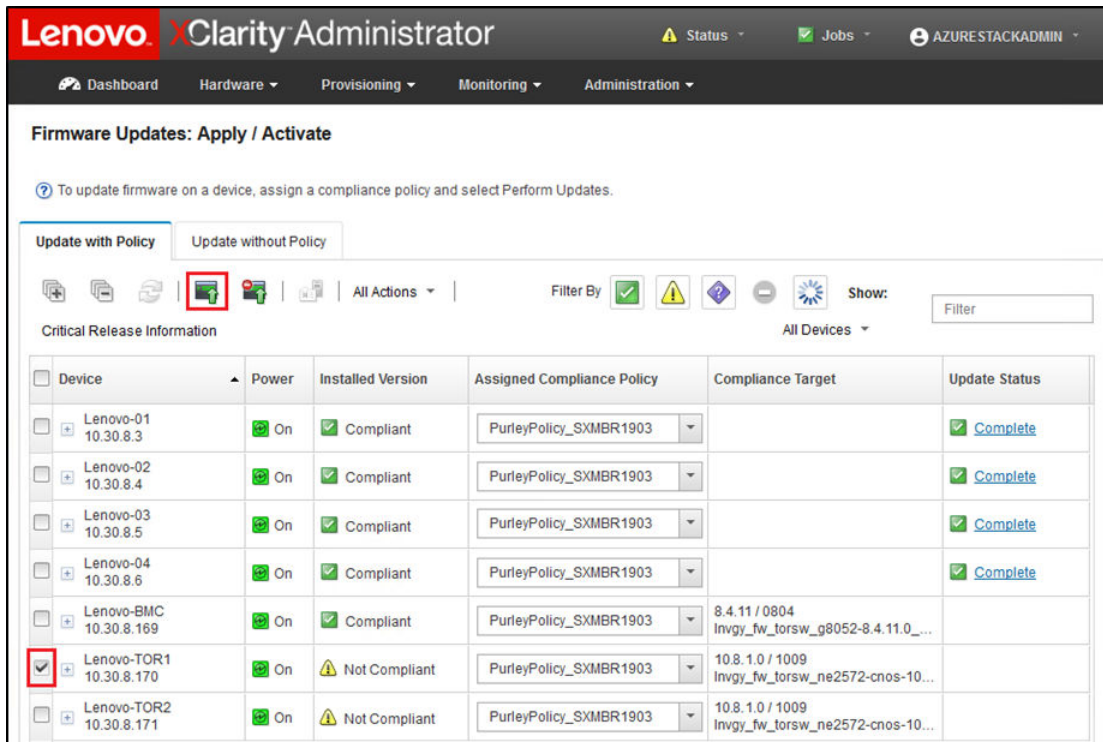 Lenovo. XClarity Administrator
Status
Jobs
AZURESTACKADMIN
Dashboard Hardware Provisioning Monitoring Administration
Firmware Updates: Apply / Activate
? To update firmware on a device, assign a compliance policy and select Perform Updates.
Update with Policy Update without Policy
All Actions Filter By Show:
Filter
Critical Release Information All Devices
Device Power Installed Version Assigned Compliance Policy Compliance Target Update Status
Lenovo-01
10.30.8.3 On Compliant PurleyPolicy_SXMBR1903 Complete
Lenovo-02
10.30.8.4 On Compliant PurleyPolicy_SXMBR1903 Complete
Lenovo-03
10.30.8.5 On Compliant PurleyPolicy_SXMBR1903 Complete
Lenovo-04
10.30.8.6 On Compliant PurleyPolicy_SXMBR1903 Complete
Lenovo-BMC
10.30.8.169 On Compliant PurleyPolicy_SXMBR1903 8.4.11 / 0804
lnvgy_fw_torsw_g8052-8.4.11.0_...
Lenovo-TOR1
10.30.8.170 On Not Compliant PurleyPolicy_SXMBR1903 10.8.1.0 / 1009
lnvgy_fw_torsw_ne2572-cnos-10...
Lenovo-TOR2
10.30.8.171 On Not Compliant PurleyPolicy_SXMBR1903 10.8.1.0 / 1009
lnvgy_fw_torsw_ne2572-cnos-10...